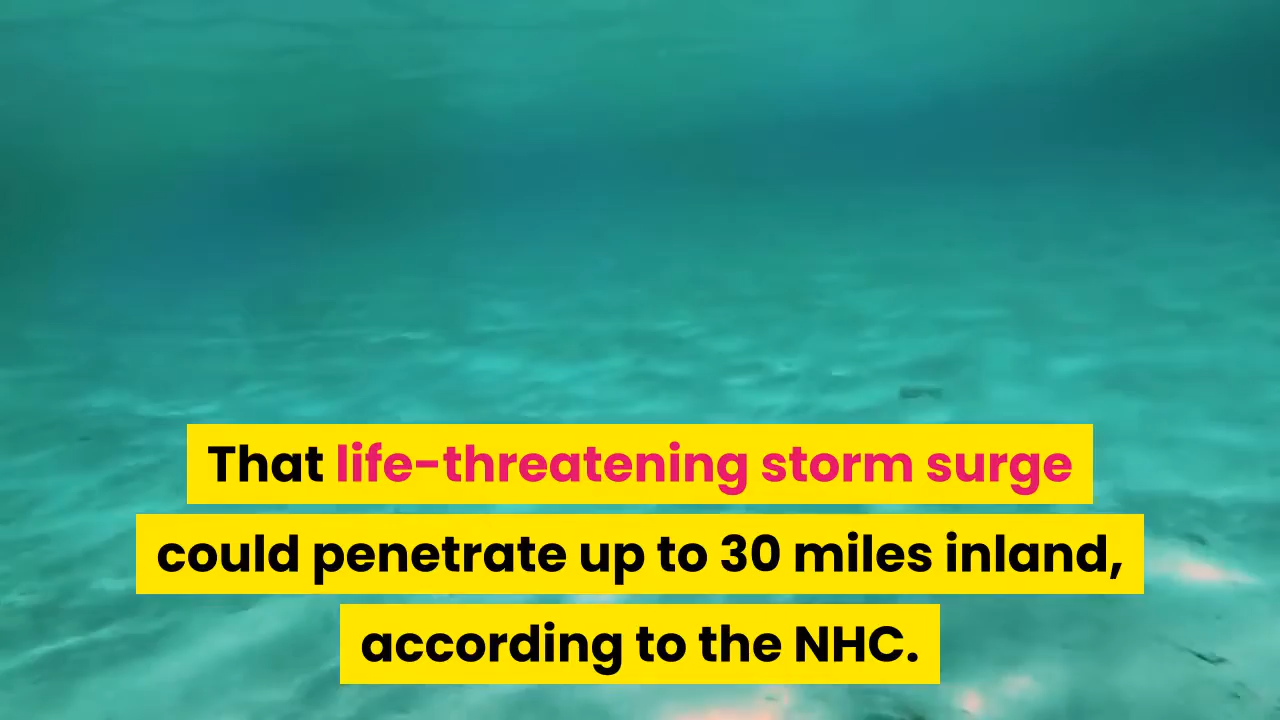 That life-threatening storm surge
could penetrate up to 30 miles inland,
according to the NHC.